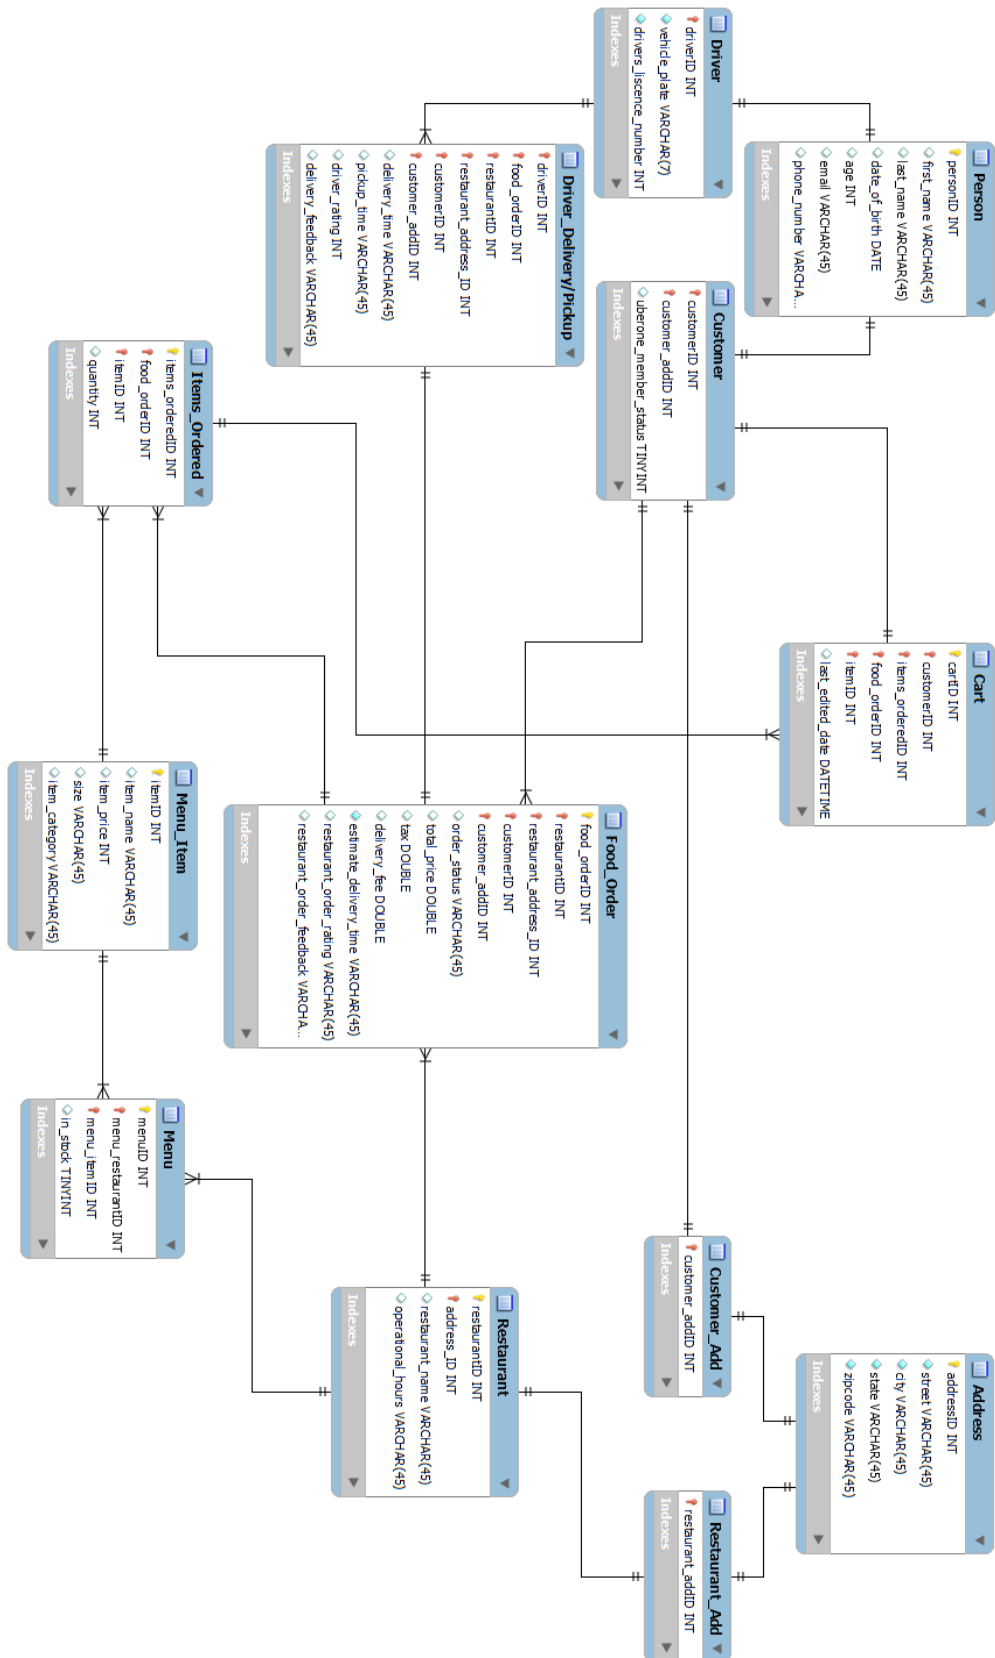 Driver
driverID INT
vehicle_plate VARCHAR(7)
drivers_liscence_number INT
Indexes
Person
personID INT
first_name VARCHAR(45)
last_name VARCHAR(45)
date_of_birth DATE
age INT
email VARCHAR(45)
phone_number VARCHA...
Indexes
Driver_Delivery/Pickup
driverID INT
food_orderID INT
restaurantID INT
restaurant_address_ID INT
customerID INT
customer_addID INT
delivery_time VARCHAR(45)
pickup_time VARCHAR(45)
driver_rating INT
delivery_feedback VARCHAR(45)
Indexes
Customer
customerID INT
customer_addID INT
uberone_member_status TINYINT
Indexes
Items_Ordered
items_orderedID INT
food_orderID INT
itemID INT
quantity INT
Indexes
Cart
cartID INT
customerID INT
items_orderedID INT
food_orderID INT
itemID INT
last_edited_date DATETIME
Indexes
Menu_Item
itemID INT
item_name VARCHAR(45)
item_price INT
size VARCHAR(45)
item_category VARCHAR(45)
Indexes
Food_Order
food_orderID INT
restaurantID INT
restaurant_address_ID INT
customerID INT
customer_addID INT
order_status VARCHAR(45)
total_price DOUBLE
tax DOUBLE
delivery_fee DOUBLE
estimate_delivery_time VARCHAR(45)
restaurant_order_rating VARCHAR(45)
restaurant_order_feedback VARCHA...
Indexes
Menu
menuID INT
menu_restaurantID INT
menu_itemID INT
in_stock TINYINT
Indexes
Restaurant
restaurantID INT
address_ID INT
restaurant_name VARCHAR(45)
operational_hours VARCHAR(45)
Indexes
Customer_Add
customer_addID INT
Indexes
Address
addressID INT
street VARCHAR(45)
city VARCHAR(45)
state VARCHAR(45)
zipcode VARCHAR(45)
Indexes
Restaurant_Add
restaurant_addID INT
Indexes